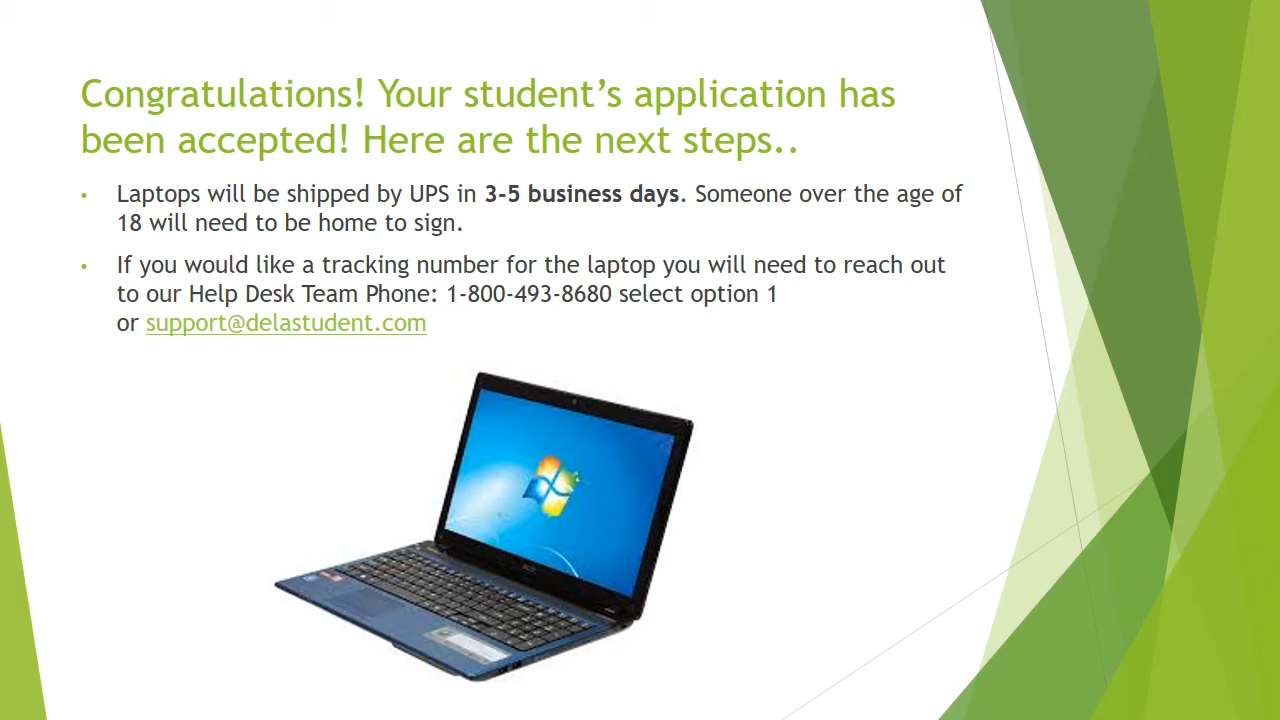 Congratulations! Your student’s application has
been accepted! Here are the next steps..
• Laptops will be shipped by UPS in 3-5 business days. Someone over the age of
18 will need to be home to sign.
• If you would like a tracking number for the laptop you will need to reach out
to our Help Desk Team Phone: 1-800-493-8680 select option 1
or support@delastudent.com